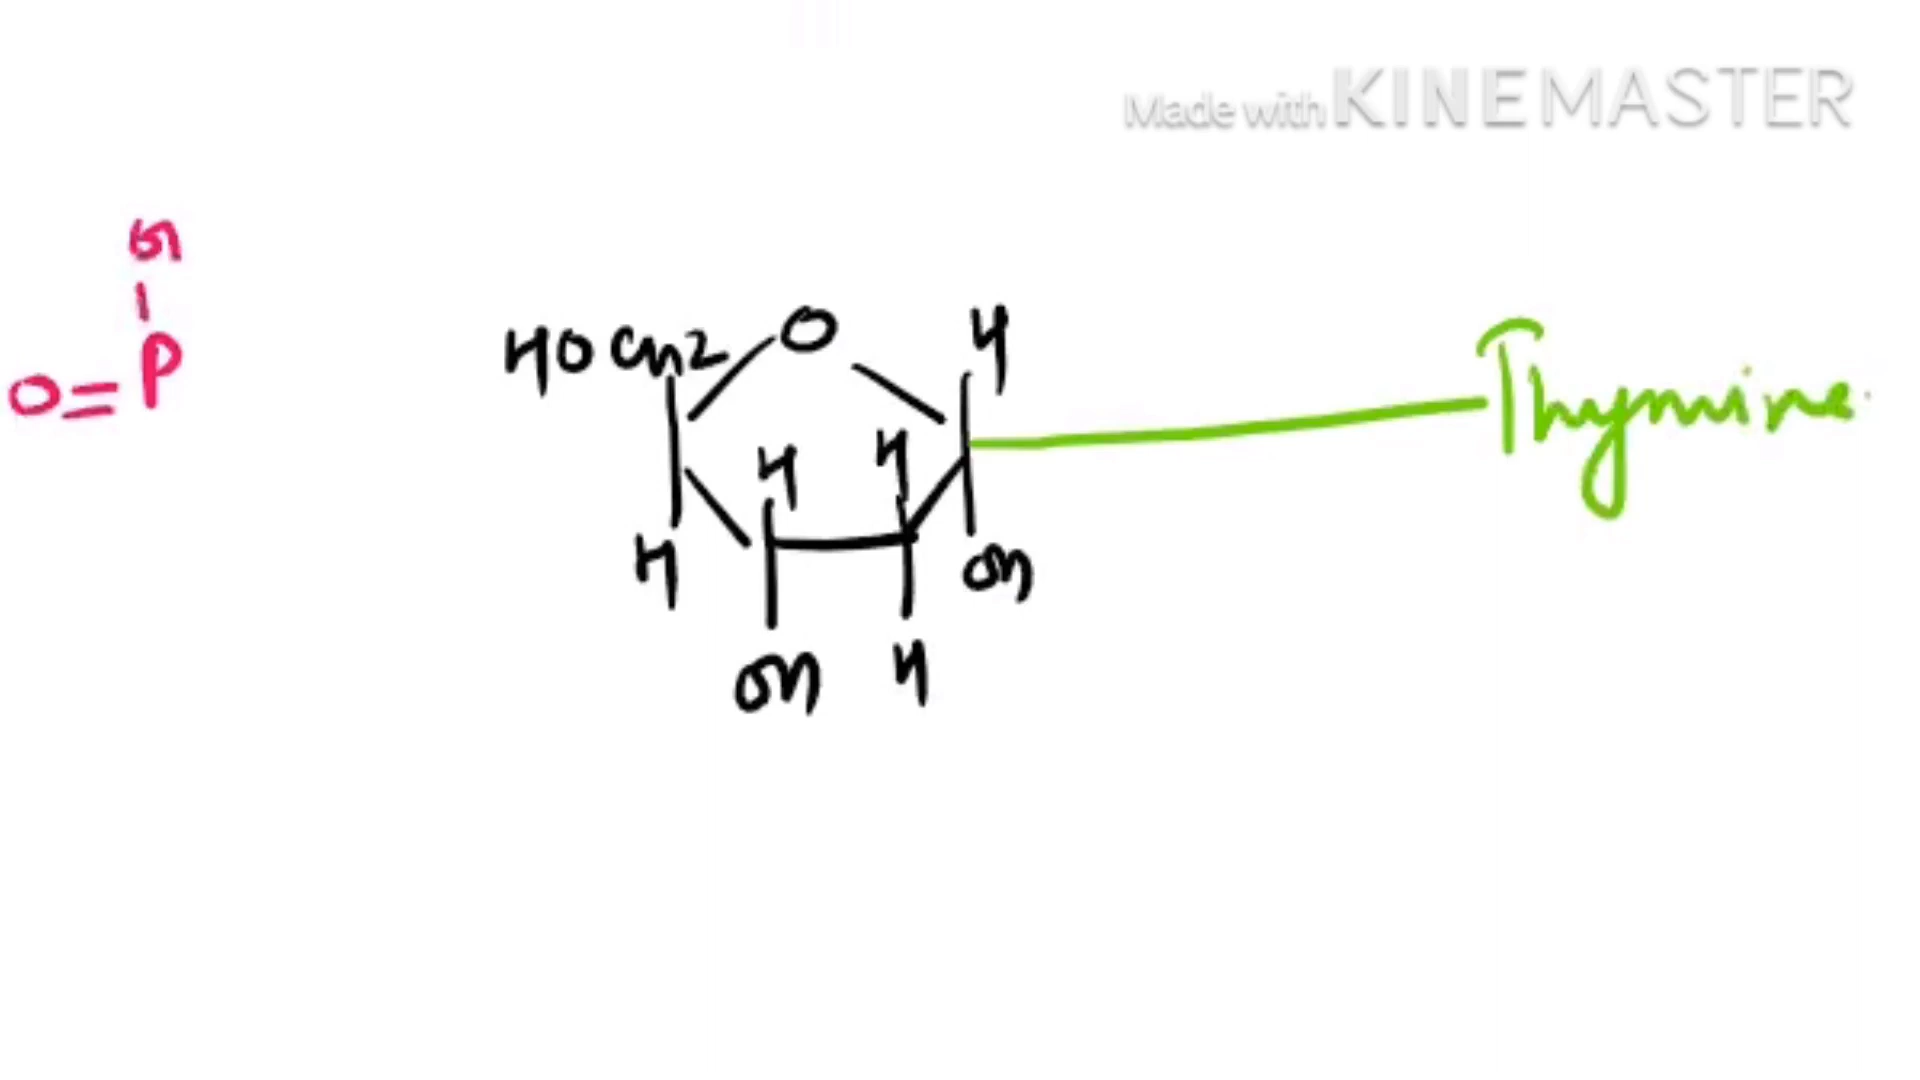 Made with KINEMASTER
OH
HOCH2 O H
O=P
Thymine
H H
H OH
OH H